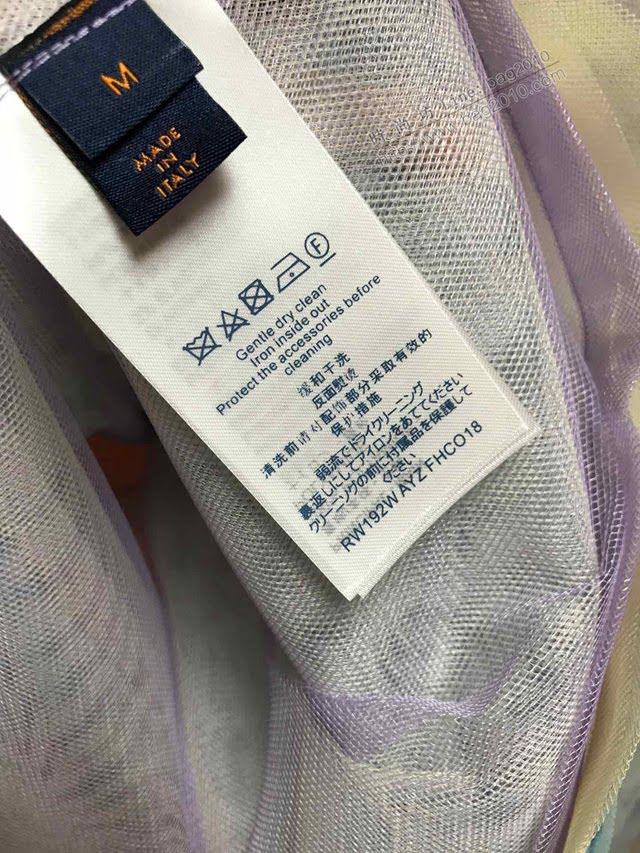 M
MADE
IN
ITALY
F
Gentle dry clean
Iron inside out
Protect the accessories before
cleaning
缓和干洗
反面熨烫
清洗前请对配饰部分采取有效的
保护措施
弱液でドライクリーニング
裏返しにしてアイロンをあててください
クリーニングの前に付属品を保護して
ください
RW192W AYZ FHCO18